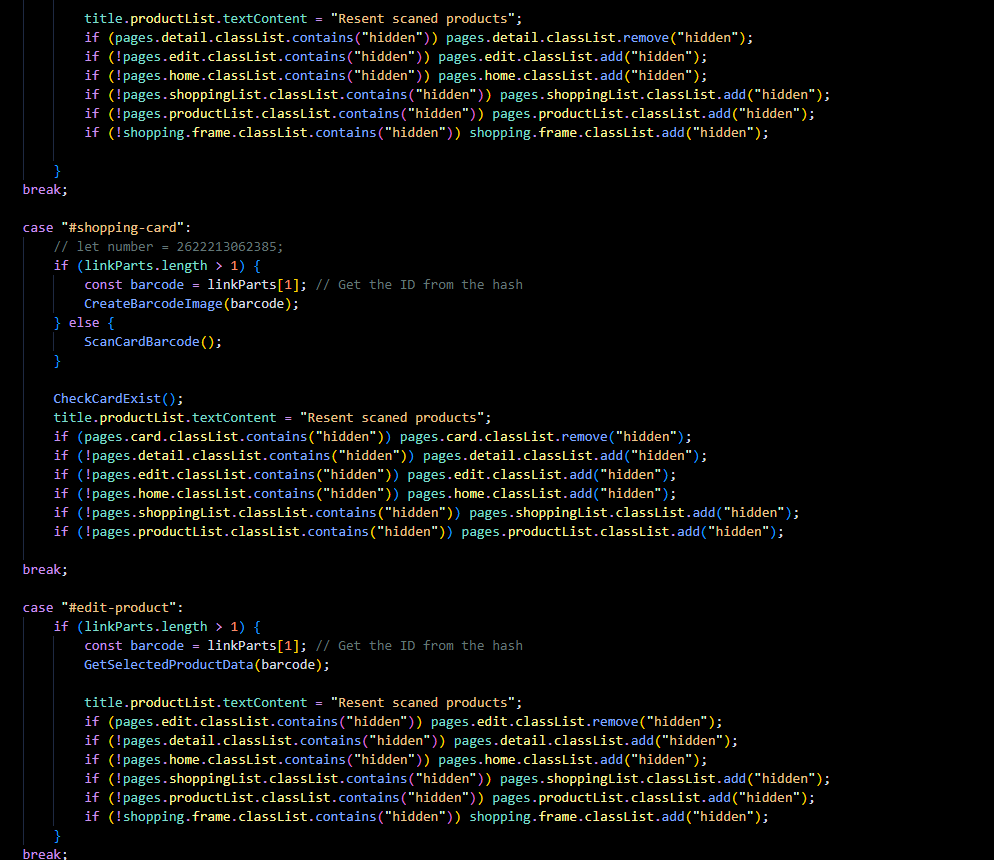 title.productList.textContent = "Resent scaned products";
if (pages.detail.classList.contains("hidden")) pages.detail.classList.remove("hidden");
if (!pages.edit.classList.contains("hidden")) pages.edit.classList.add("hidden");
if (!pages.home.classList.contains("hidden")) pages.home.classList.add("hidden");
if (!pages.shoppingList.classList.contains("hidden")) pages.shoppingList.classList.add("hidden");
if (!pages.productList.classList.contains("hidden")) pages.productList.classList.add("hidden");
if (!shopping.frame.classList.contains("hidden")) shopping.frame.classList.add("hidden");
}
break;
case "#shopping-card":
// let number = 2622213062385;
if (linkParts.length > 1) {
const barcode = linkParts[1]; // Get the ID from the hash
CreateBarcodeImage(barcode);
} else {
ScanCardBarcode();
}
CheckCardExist();
title.productList.textContent = "Resent scaned products";
if (pages.card.classList.contains("hidden")) pages.card.classList.remove("hidden");
if (!pages.detail.classList.contains("hidden")) pages.detail.classList.add("hidden");
if (!pages.edit.classList.contains("hidden")) pages.edit.classList.add("hidden");
if (!pages.home.classList.contains("hidden")) pages.home.classList.add("hidden");
if (!pages.shoppingList.classList.contains("hidden")) pages.shoppingList.classList.add("hidden");
if (!pages.productList.classList.contains("hidden")) pages.productList.classList.add("hidden");
break;
case "#edit-product":
if (linkParts.length > 1) {
const barcode = linkParts[1]; // Get the ID from the hash
GetSelectedProductData(barcode);
title.productList.textContent = "Resent scaned products";
if (pages.edit.classList.contains("hidden")) pages.edit.classList.remove("hidden");
if (!pages.detail.classList.contains("hidden")) pages.detail.classList.add("hidden");
if (!pages.home.classList.contains("hidden")) pages.home.classList.add("hidden");
if (!pages.shoppingList.classList.contains("hidden")) pages.shoppingList.classList.add("hidden");
if (!pages.productList.classList.contains("hidden")) pages.productList.classList.add("hidden");
if (!shopping.frame.classList.contains("hidden")) shopping.frame.classList.add("hidden");
}
break;